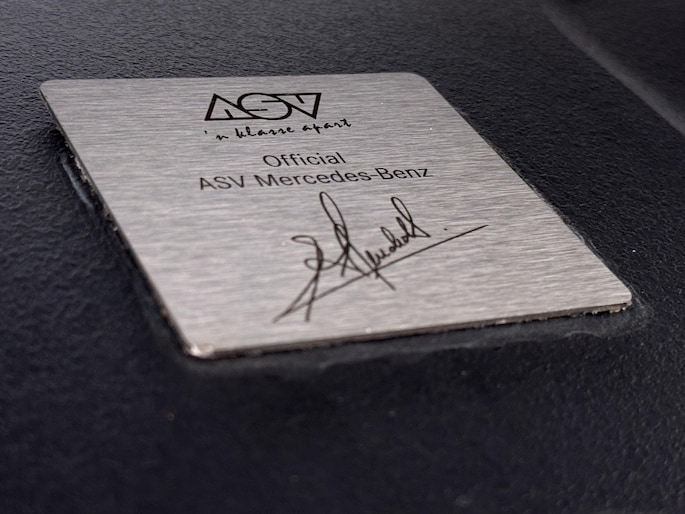 ASV
'n klasse apart
Official
ASV Mercedes-Benz